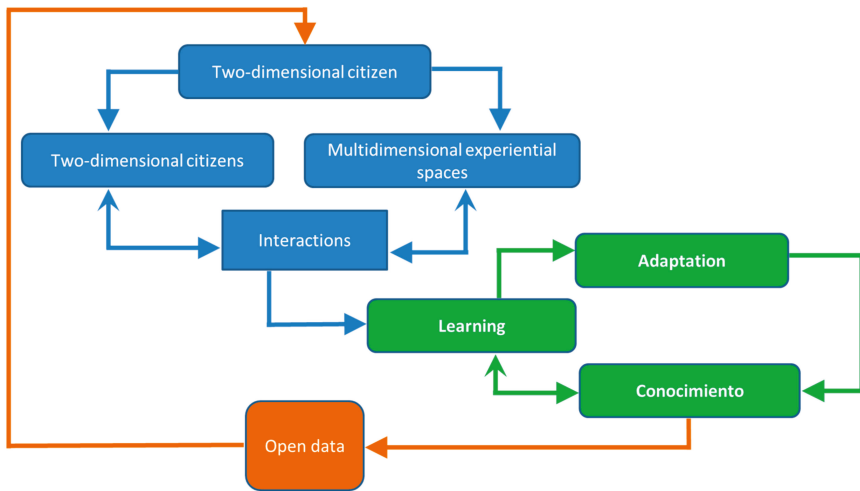 Two-dimensional citizen
Two-dimensional citizens
Multidimensional experiential
spaces
Interactions
Adaptation
Learning
Conocimiento
Open data